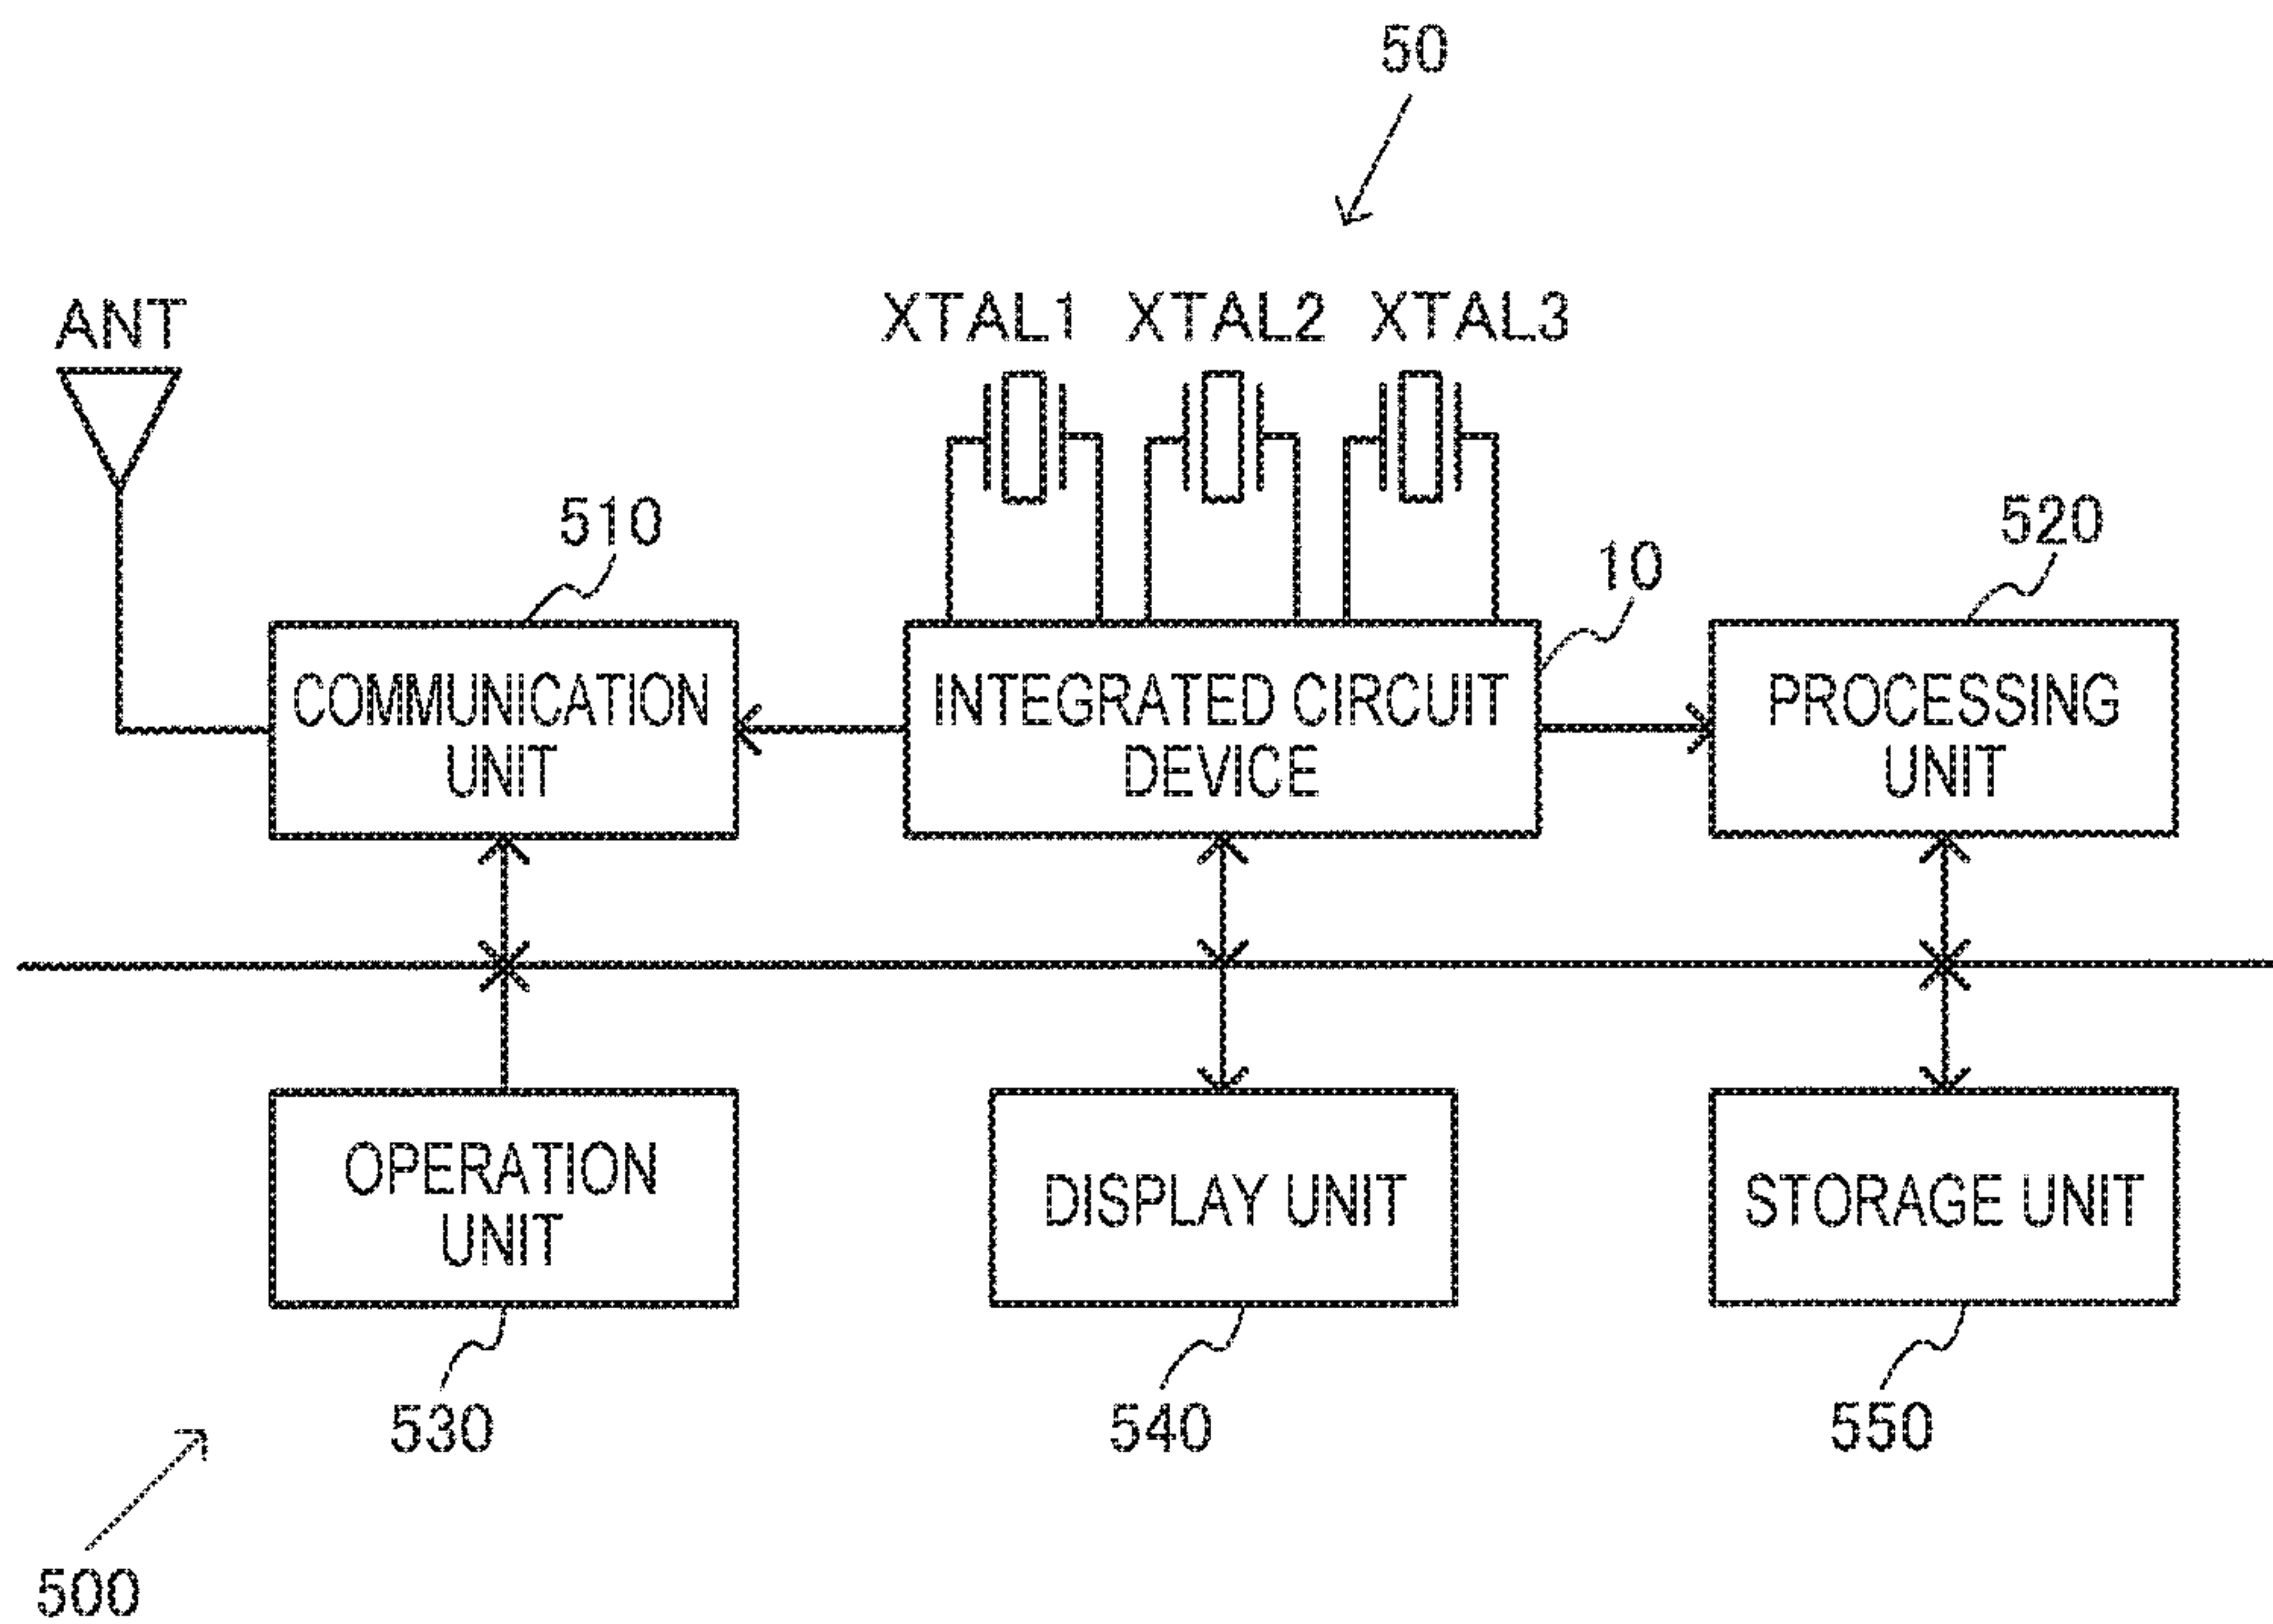 50
ANT
XTAL1 XTAL2 XTAL3
510
10
520
COMMUNICATION
UNIT
INTEGRATED CIRCUIT
DEVICE
PROCESSING
UNIT
OPERATION
UNIT
DISPLAY UNIT
STORAGE UNIT
530
540
550
500